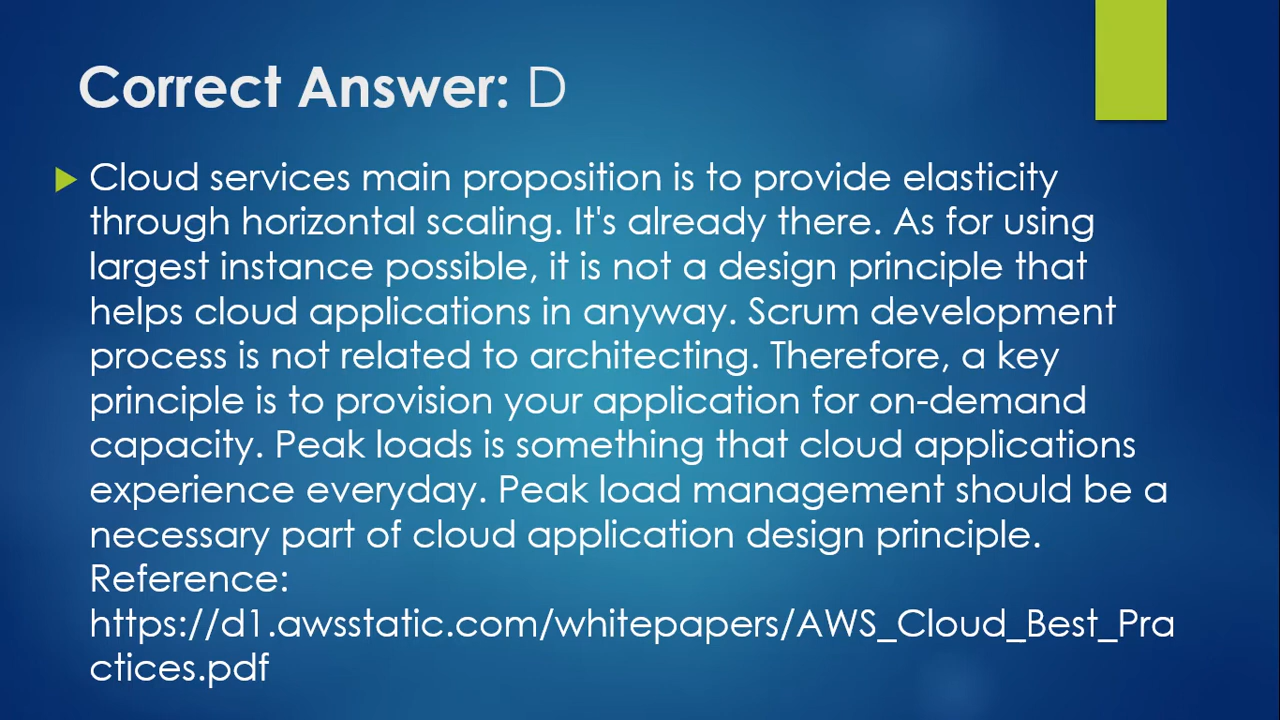 Correct Answer: D
Cloud services main proposition is to provide elasticity
through horizontal scaling. It's already there. As for using
largest instance possible, it is not a design principle that
helps cloud applications in anyway. Scrum development
process is not related to architecting. Therefore, a key
principle is to provision your application for on-demand
capacity. Peak loads is something that cloud applications
experience everyday. Peak load management should be a
necessary part of cloud application design principle.
Reference:
https://d1.awsstatic.com/whitepapers/AWS_Cloud_Best_Pra
ctices.pdf